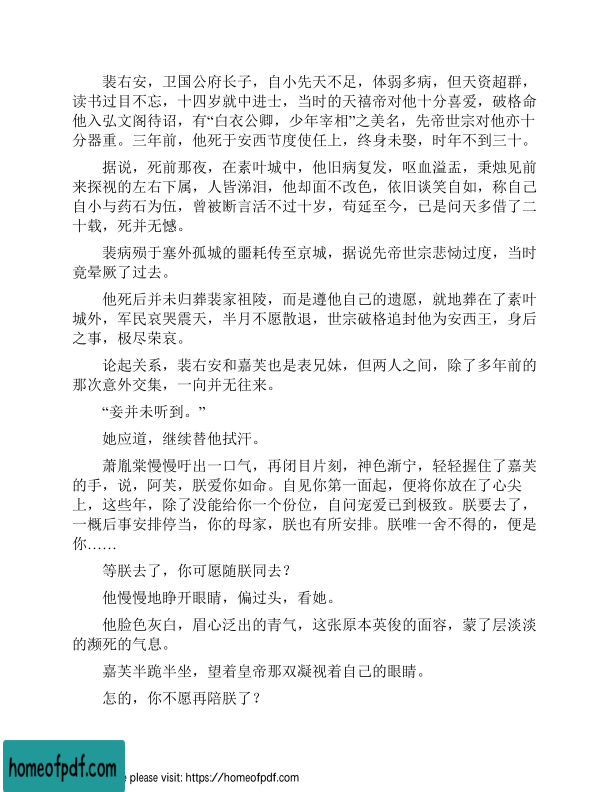 裴右安，卫国公府长子，自小先天不足，体弱多病，但天资超群，
读书过目不忘，十四岁就中进士，当时的天禧帝对他十分喜爱，破格命
他入弘文阁待诏，有“白衣公卿，少年宰相”之美名，先帝世宗对他亦十
分器重。三年前，他死于安西节度使任上，终身未娶，时年不到三十。
据说，死前那夜，在素叶城中，他旧病复发，呕血溢盂，秉烛见前
来探视的左右下属，人皆涕泪，他却面不改色，依旧谈笑自如，称自己
自小与药石为伍，曾被断言活不过十岁，苟延至今，已是问天多借了二
十载，死并无憾。
裴病殒于塞外孤城的噩耗传至京城，据说先帝世宗悲恸过度，当时
竟晕厥了过去。
他死后并未归葬裴家祖陵，而是遵他自己的遗愿，就地葬在了素叶
城外，军民哀哭震天，半月不愿散退，世宗破格追封他为安西王，身后
之事，极尽荣哀。
论起关系，裴右安和嘉芙也是表兄妹，但两人之间，除了多年前的
那次意外交集，一向并无往来。
“妾并未听到。”
她应道，继续替他拭汗。
萧胤棠慢慢吁出一口气，再闭目片刻，神色渐宁，轻轻握住了嘉芙
的手，说，阿芙，朕爱你如命。自见你第一面起，便将你放在了心尖
上，这些年，除了没能给你一个份位，自问宠爱已到极致。朕要去了，
一概后事安排停当，你的母家，朕也有所安排。朕唯一舍不得的，便是
你……
等朕去了，你可愿随朕同去？
他慢慢地睁开眼睛，偏过头，看她。
他脸色灰白，眉心泛出的青气，这张原本英俊的面容，蒙了层淡淡
的濒死的气息。
嘉芙半跪半坐，望着皇帝那双凝视着自己的眼睛。
怎的，你不愿再陪朕了？
homeofpdf.com
e please visit: https://homeofpdf.com